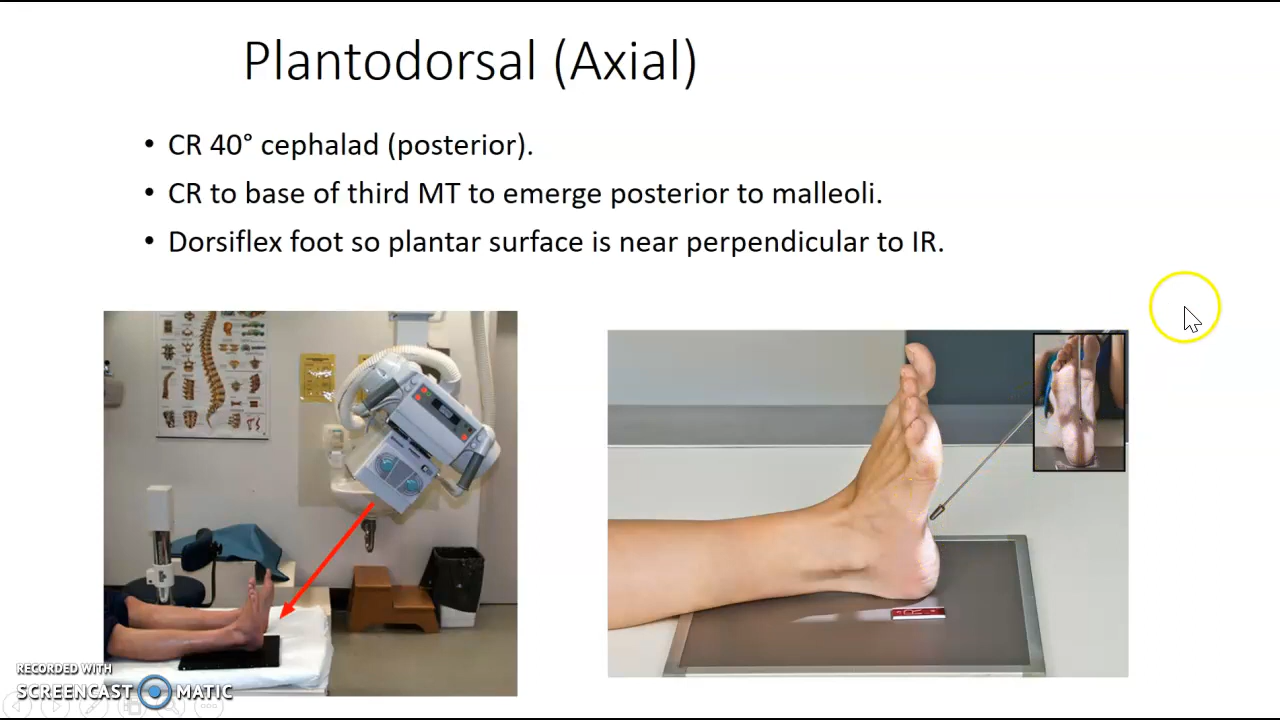 Plantodorsal (Axial)
• CR 40° cephalad (posterior).
• CR to base of third MT to emerge posterior to malleoli.
• Dorsiflex foot so plantar surface is near perpendicular to IR.
RECORDED WITH
SCREENCAST MATIC